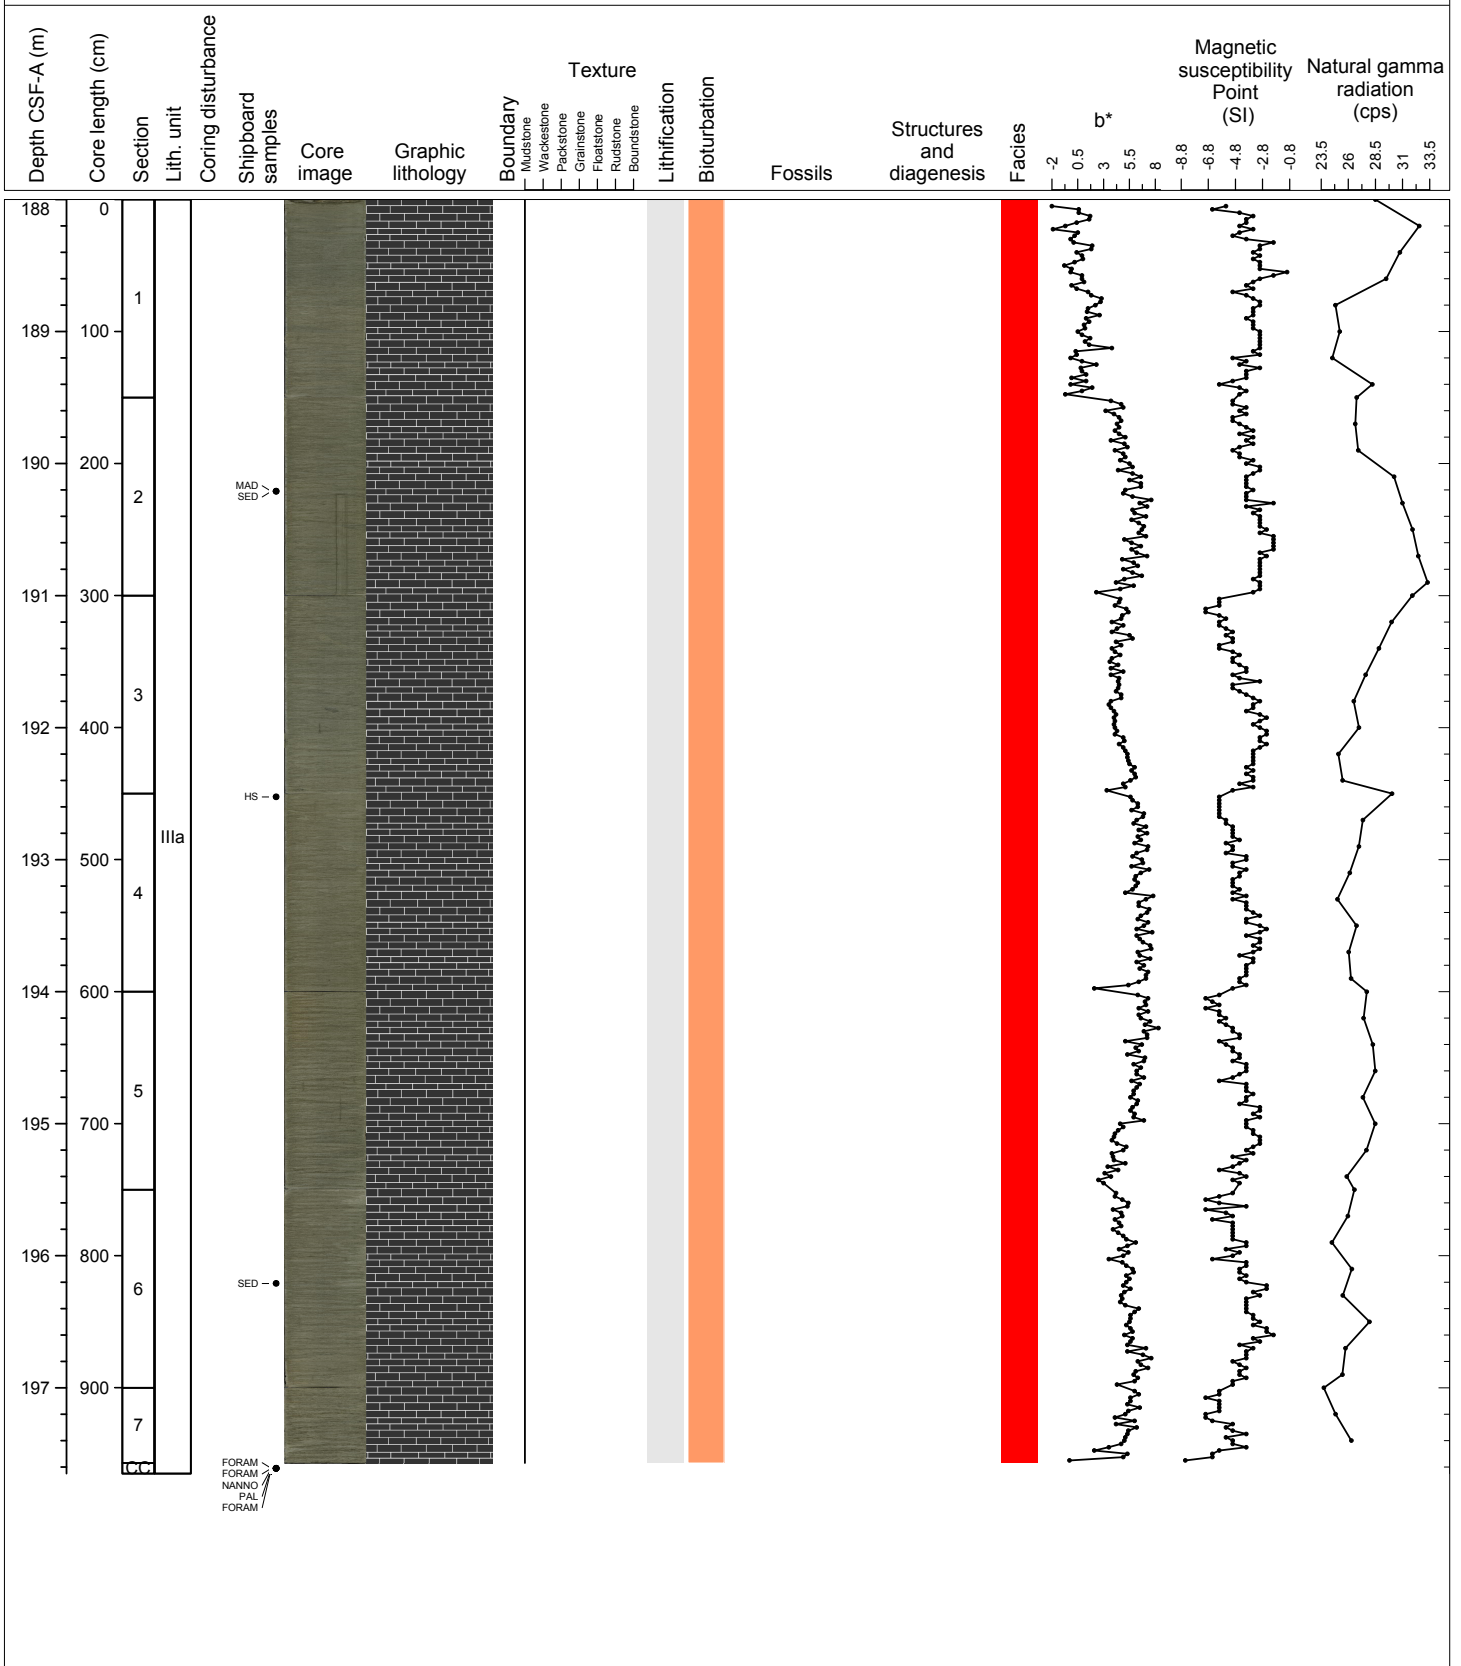 Depth CSF-A (m)
Core length (cm)
Section
Lith. unit
Coring disturbance
Shipboard
samples
Core
image
Graphic
lithology
Boundary
Texture
Mudstone
Wackestone
Packstone
Grainstone
Floatstone
Rudstone
Boundstone
Lithification
Bioturbation
Fossils
Structures
and
diagenesis
Facies
b*
-2 0.5 3 5.5 8
Magnetic
susceptibility
Point
(SI)
-8.8 -6.8 -4.8 -2.8 -0.8
Natural gamma
radiation
(cps)
23.5 26 28.5 31 33.5
188 0
1
189 100
190 200
2
MAD
SED
191 300
3
192 400
HS
IIIa
193 500
4
194 600
5
195 700
196 800
6
SED
197 900
7
CC
FORAM
FORAM
NANNO
PAL
FORAM